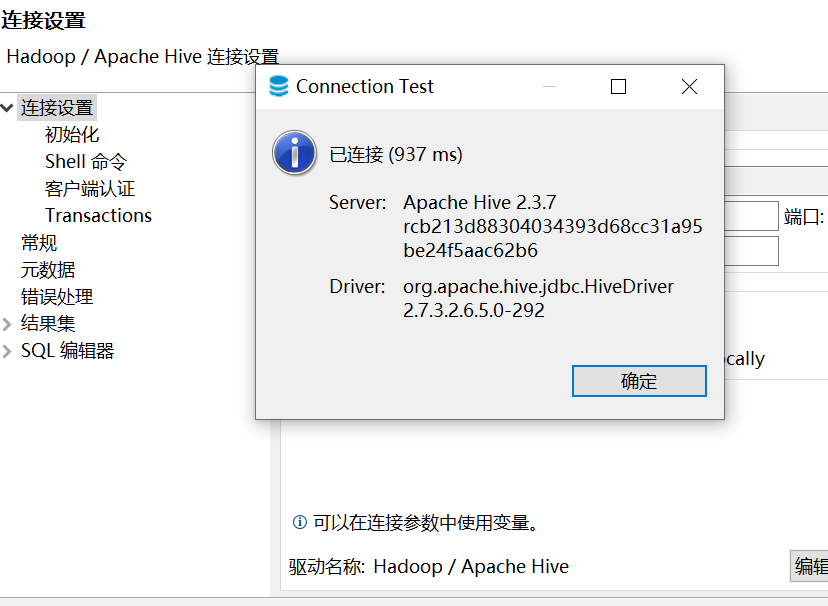 连接设置
Hadoop / Apache Hive 连接设置
Connection Test
连接设置
初始化
Shell 命令
客户端认证
Transactions
常规
元数据
错误处理
结果集
SQL 编辑器
已连接 (937 ms)
Server: Apache Hive 2.3.7
rcb213d88304034393d68cc31a95
be24f5aac62b6
Driver: org.apache.hive.jdbc.HiveDriver
2.7.3.2.6.5.0-292
确定
端口:
cally
可以在连接参数中使用变量。
驱动名称: Hadoop / Apache Hive
编辑